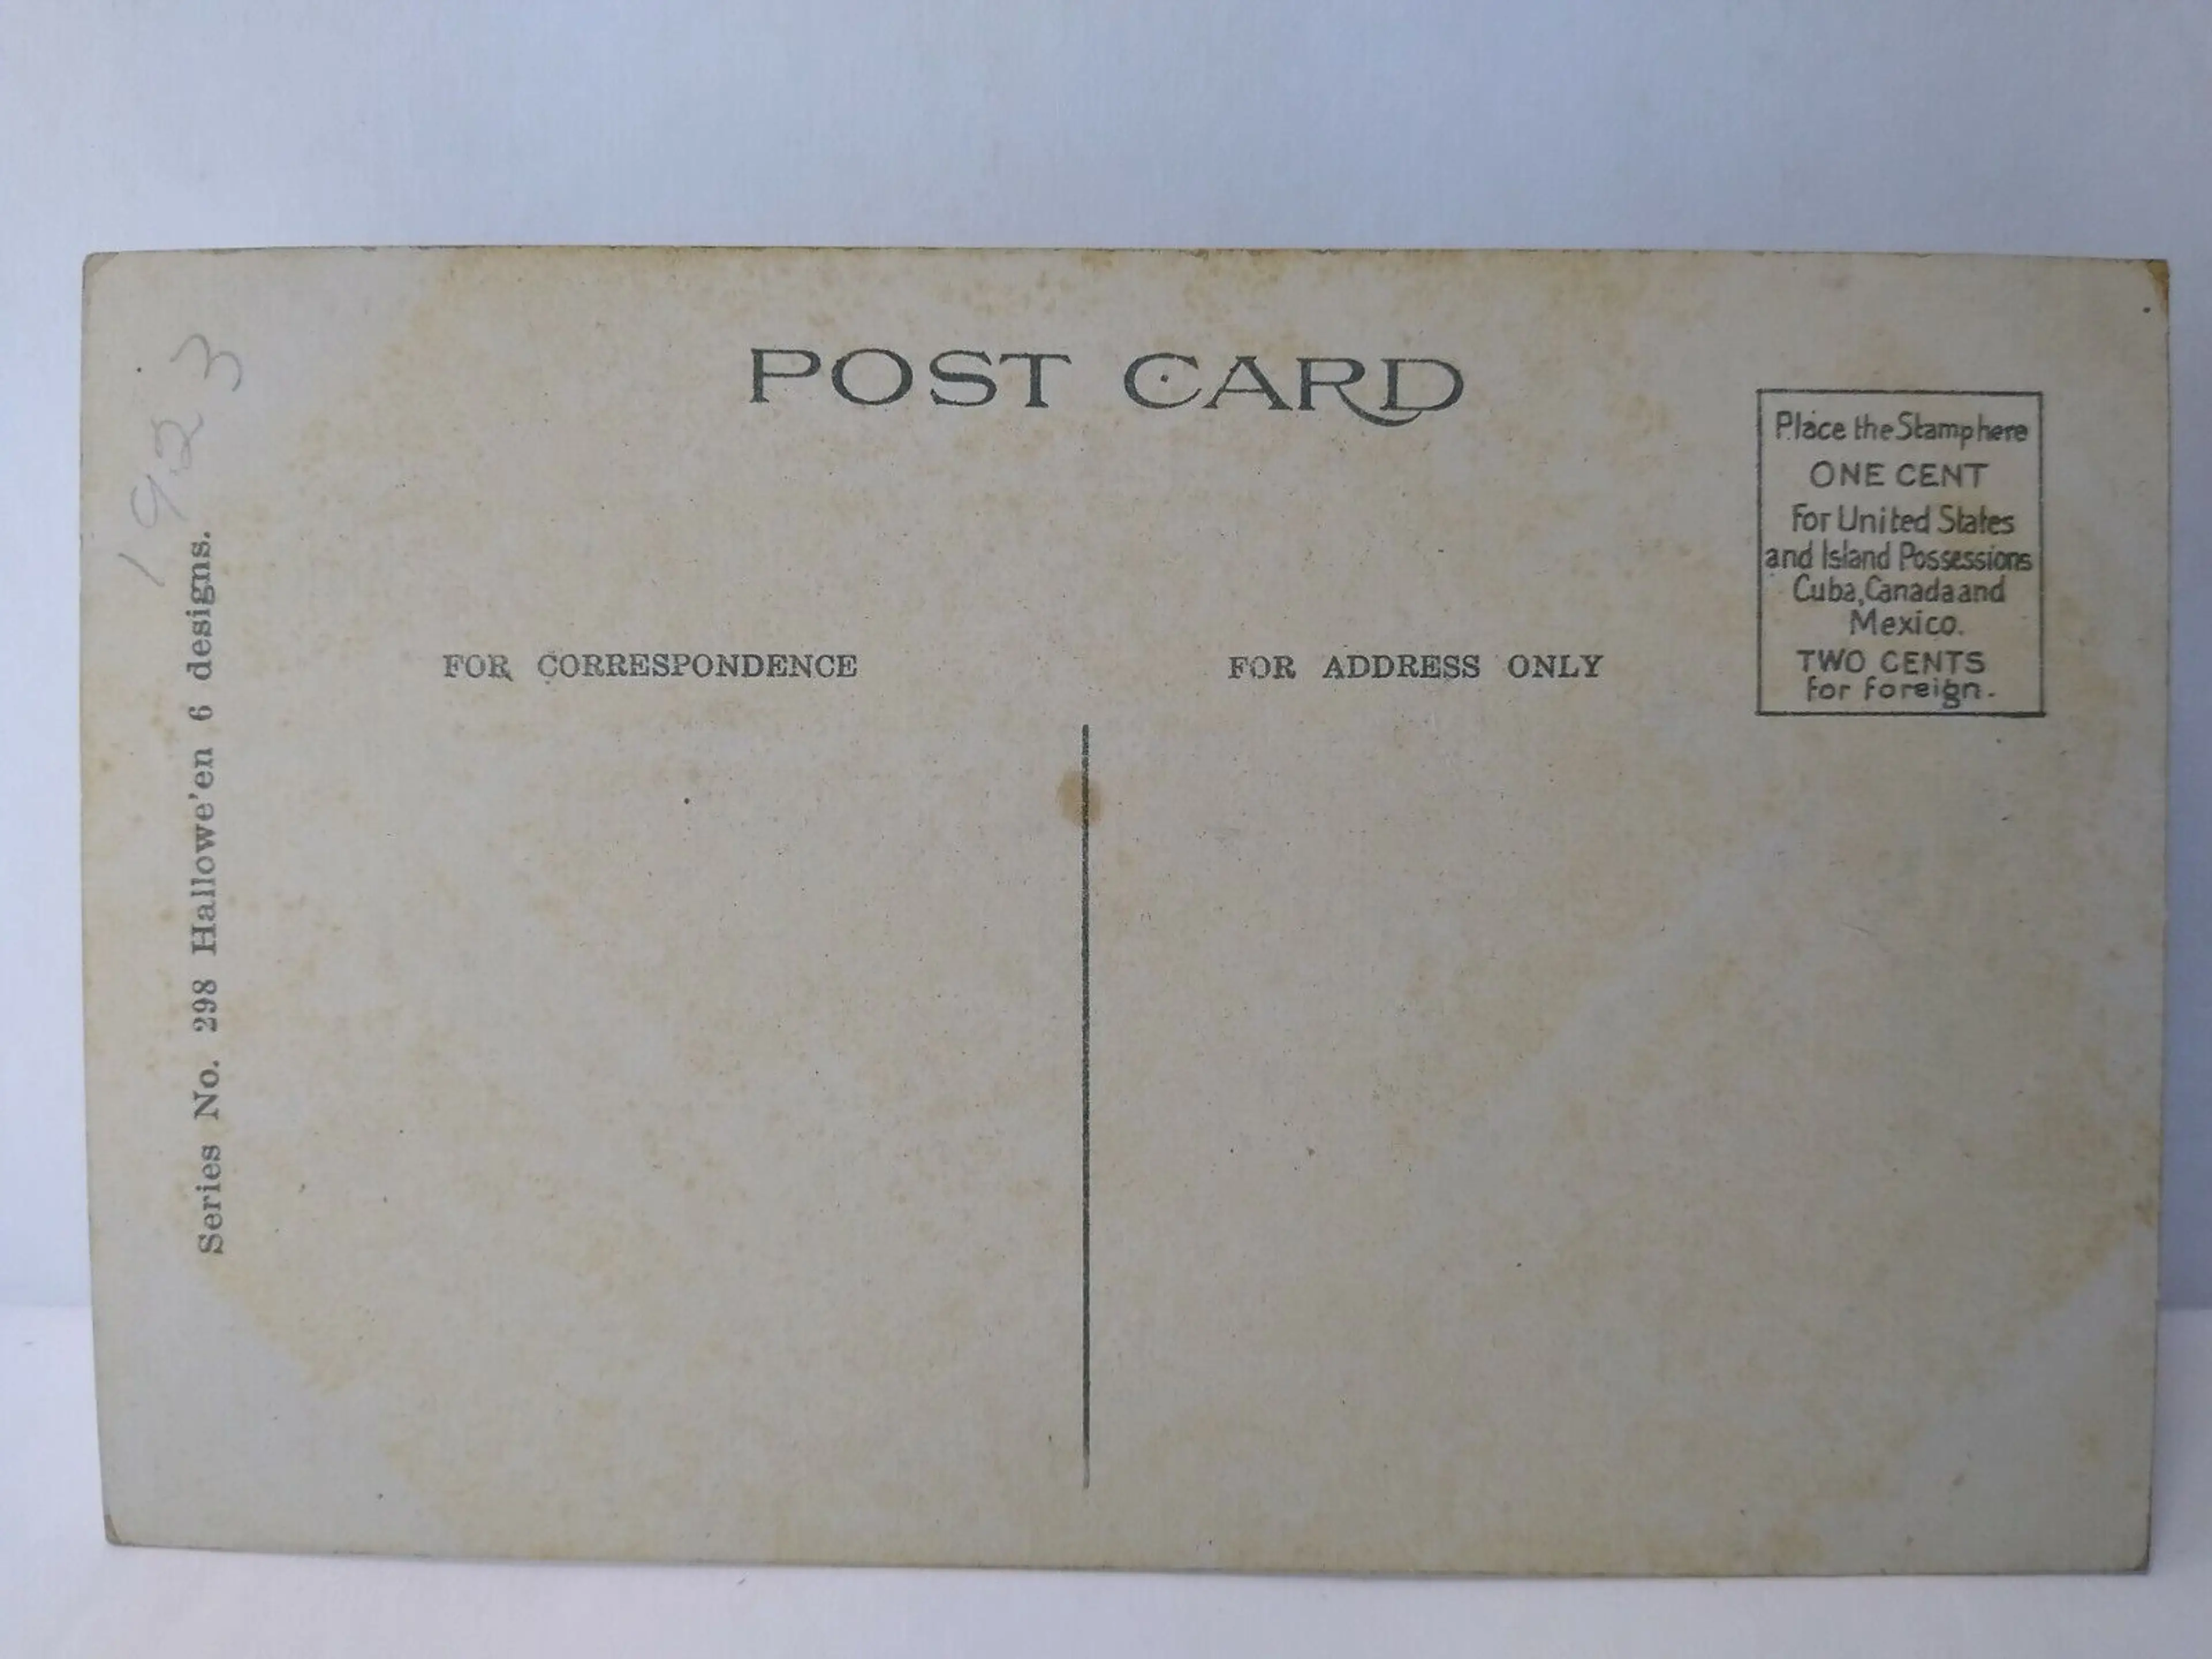 POST CARD
Place the Stamp here
ONE CENT
For United States
and Island Possessions
Cuba, Canada and
Mexico.
TWO CENTS
for foreign.
FOR CORRESPONDENCE
FOR ADDRESS ONLY
Series No. 298 Hallowe'en 6 designs.
1923